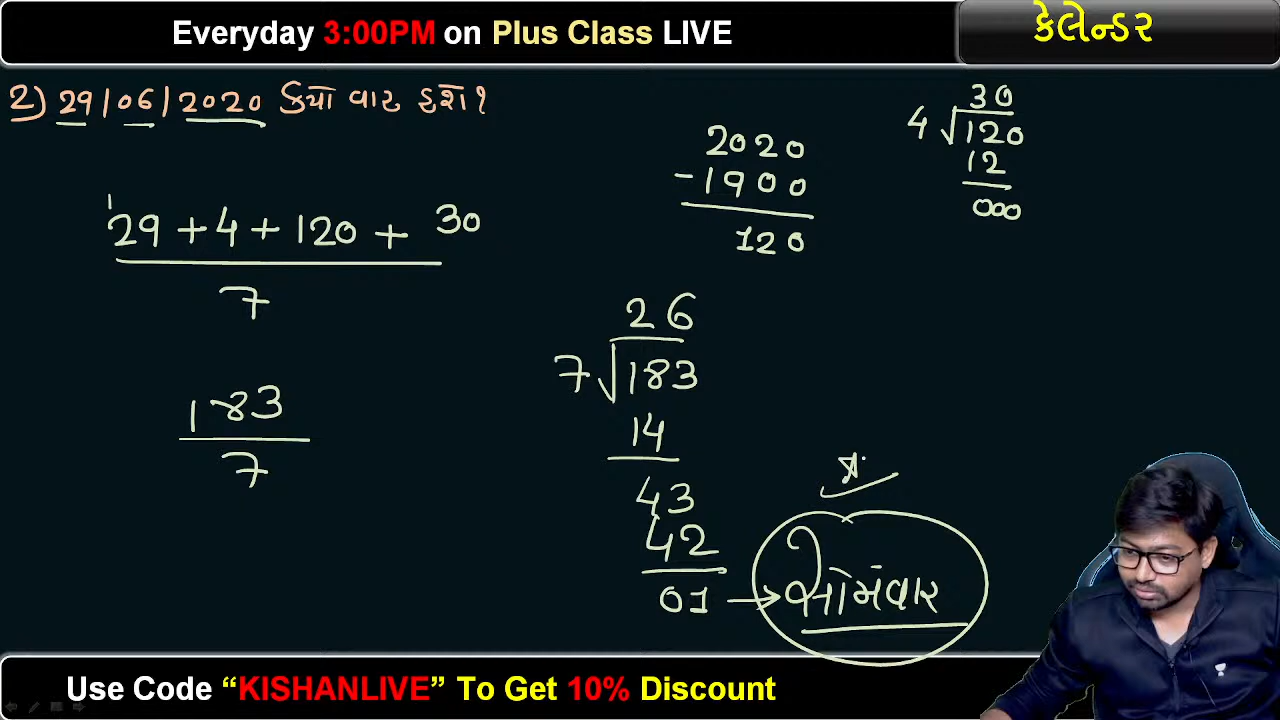 Everyday 3:00PM on Plus Class LIVE
કેલેન્ડર
2) 29/06/2020 ક્યો વાર હશે?
29 + 4 + 120 + 30
7
183
7
2020
- 1900
120
30
4 √120
12
000
26
7 √183
14
43
42
01 → સોમવાર
Use Code “KISHANLIVE” To Get 10% Discount